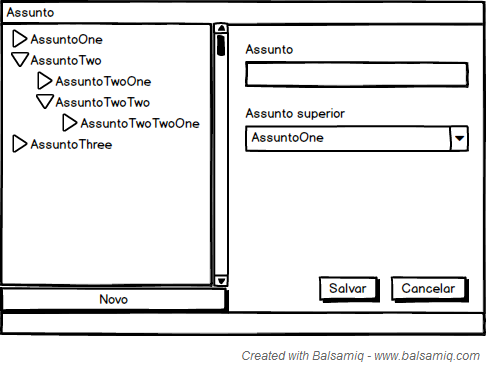 Assunto
AssuntoOne
AssuntoTwo
AssuntoTwoOne
AssuntoTwoTwo
AssuntoTwoTwoOne
AssuntoThree
Novo
Assunto
Assunto superior
AssuntoOne
Salvar Cancelar
Created with Balsamiq - www.balsamiq.com